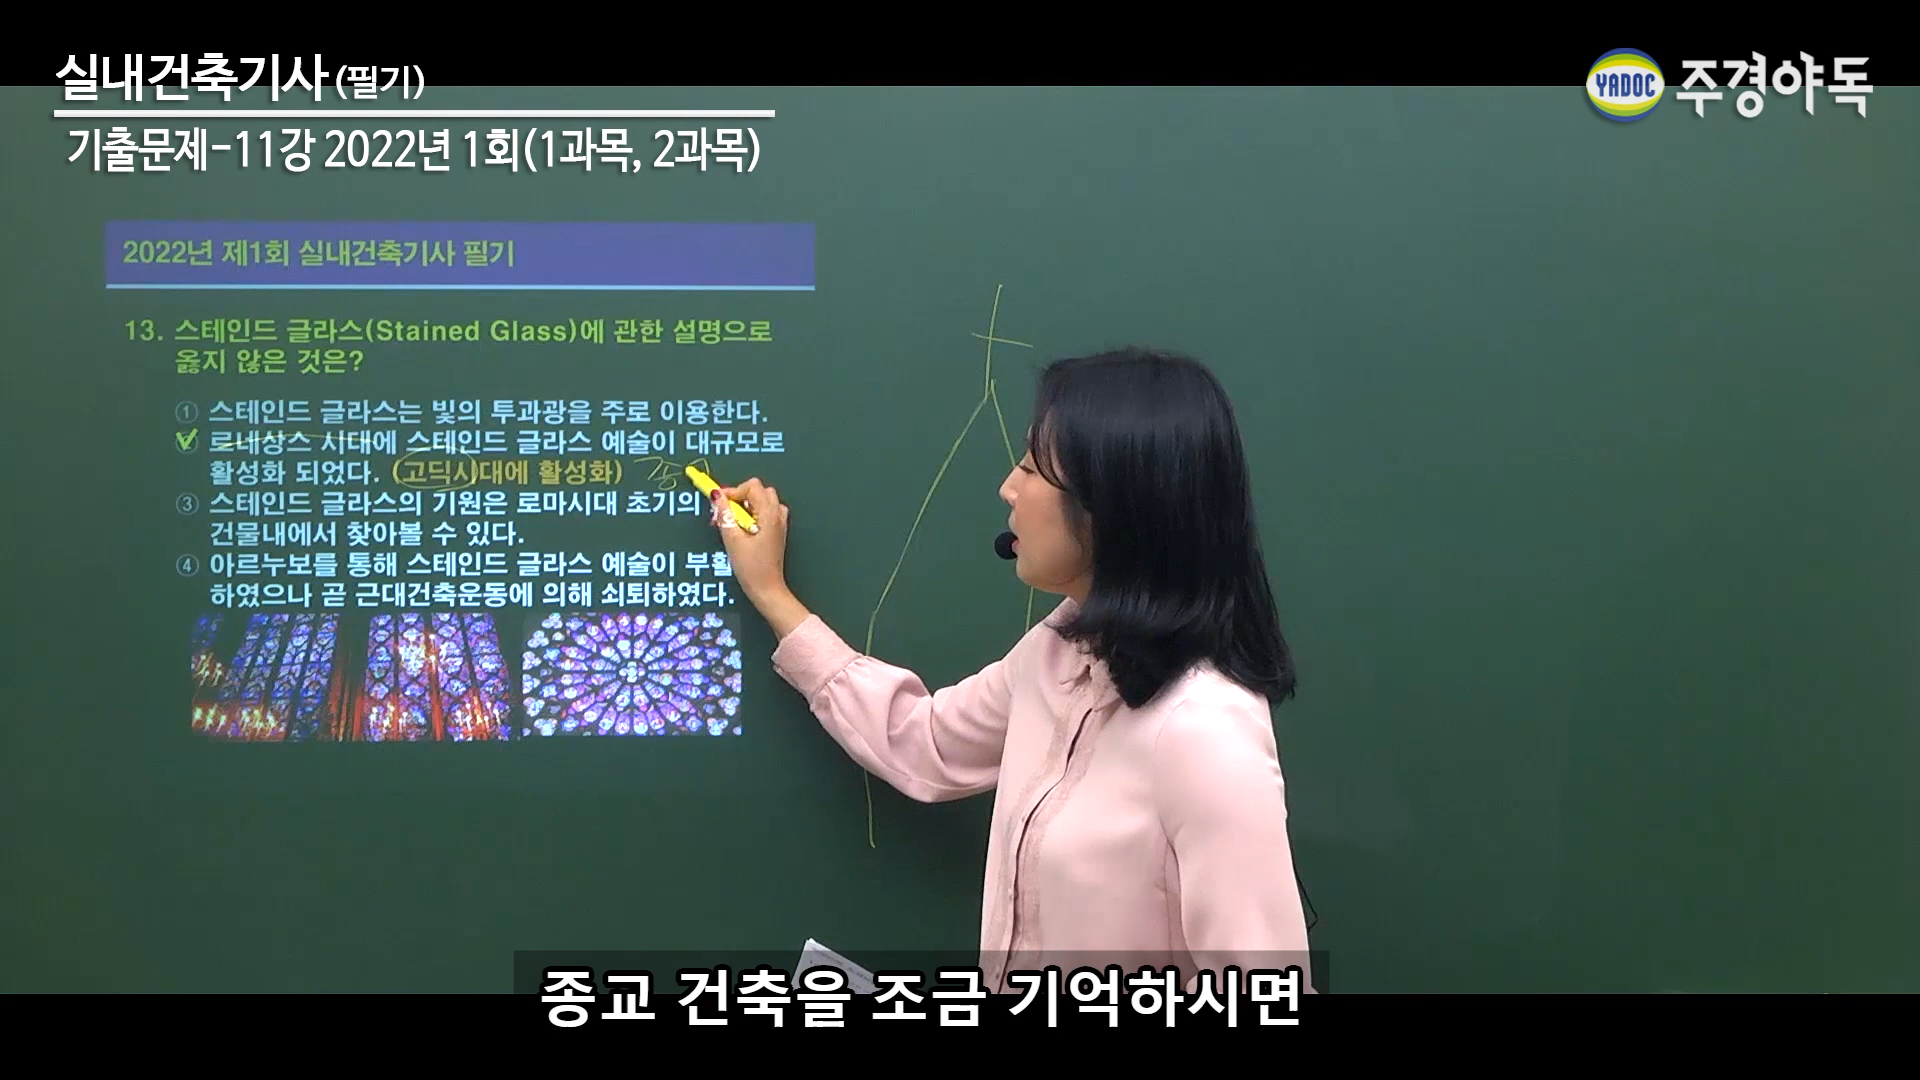 실내건축기사(필기)
기출문제-11강 2022년 1회(1과목, 2과목)
YADOC 주경야독
2022년 제1회 실내건축기사 필기
13. 스테인드 글라스(Stained Glass)에 관한 설명으로
옳지 않은 것은?
① 스테인드 글라스는 빛의 투과광을 주로 이용한다.
② 르네상스 시대에 스테인드 글라스 예술이 대규모로
활성화 되었다. (고딕시대에 활성화)
③ 스테인드 글라스의 기원은 로마시대 초기의
건물내에서 찾아볼 수 있다.
④ 아르누보를 통해 스테인드 글라스 예술이 부활
하였으나 곧 근대건축운동에 의해 쇠퇴하였다.
종교 건축을 조금 기억하시면